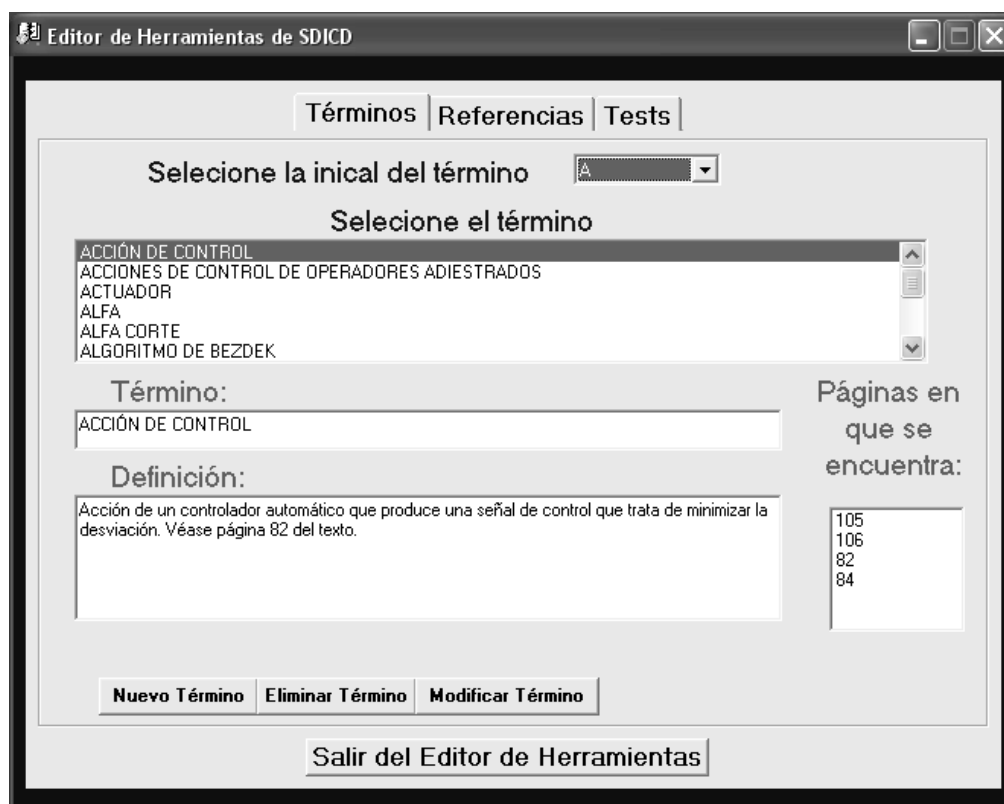 Editor de Herramientas de SDICD
Términos Referencias Tests
Selecione la inical del término A
Selecione el término
ACCIÓN DE CONTROL
ACCIONES DE CONTROL DE OPERADORES ADIESTRADOS
ACTUADOR
ALFA
ALFA CORTE
ALGORITMO DE BEZDEK
Término:
ACCIÓN DE CONTROL
Definición:
Acción de un controlador automático que produce una señal de control que trata de minimizar la
desviación. Véase página 82 del texto.
Páginas en
que se
encuentra:
105
106
82
84
Nuevo Término Eliminar Término Modificar Término
Salir del Editor de Herramientas